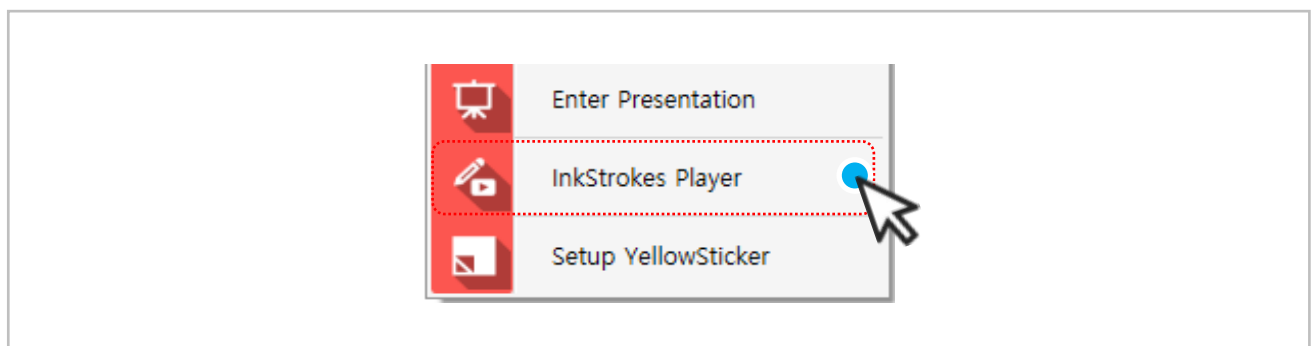 Enter Presentation
InkStrokes Player
Setup YellowSticker